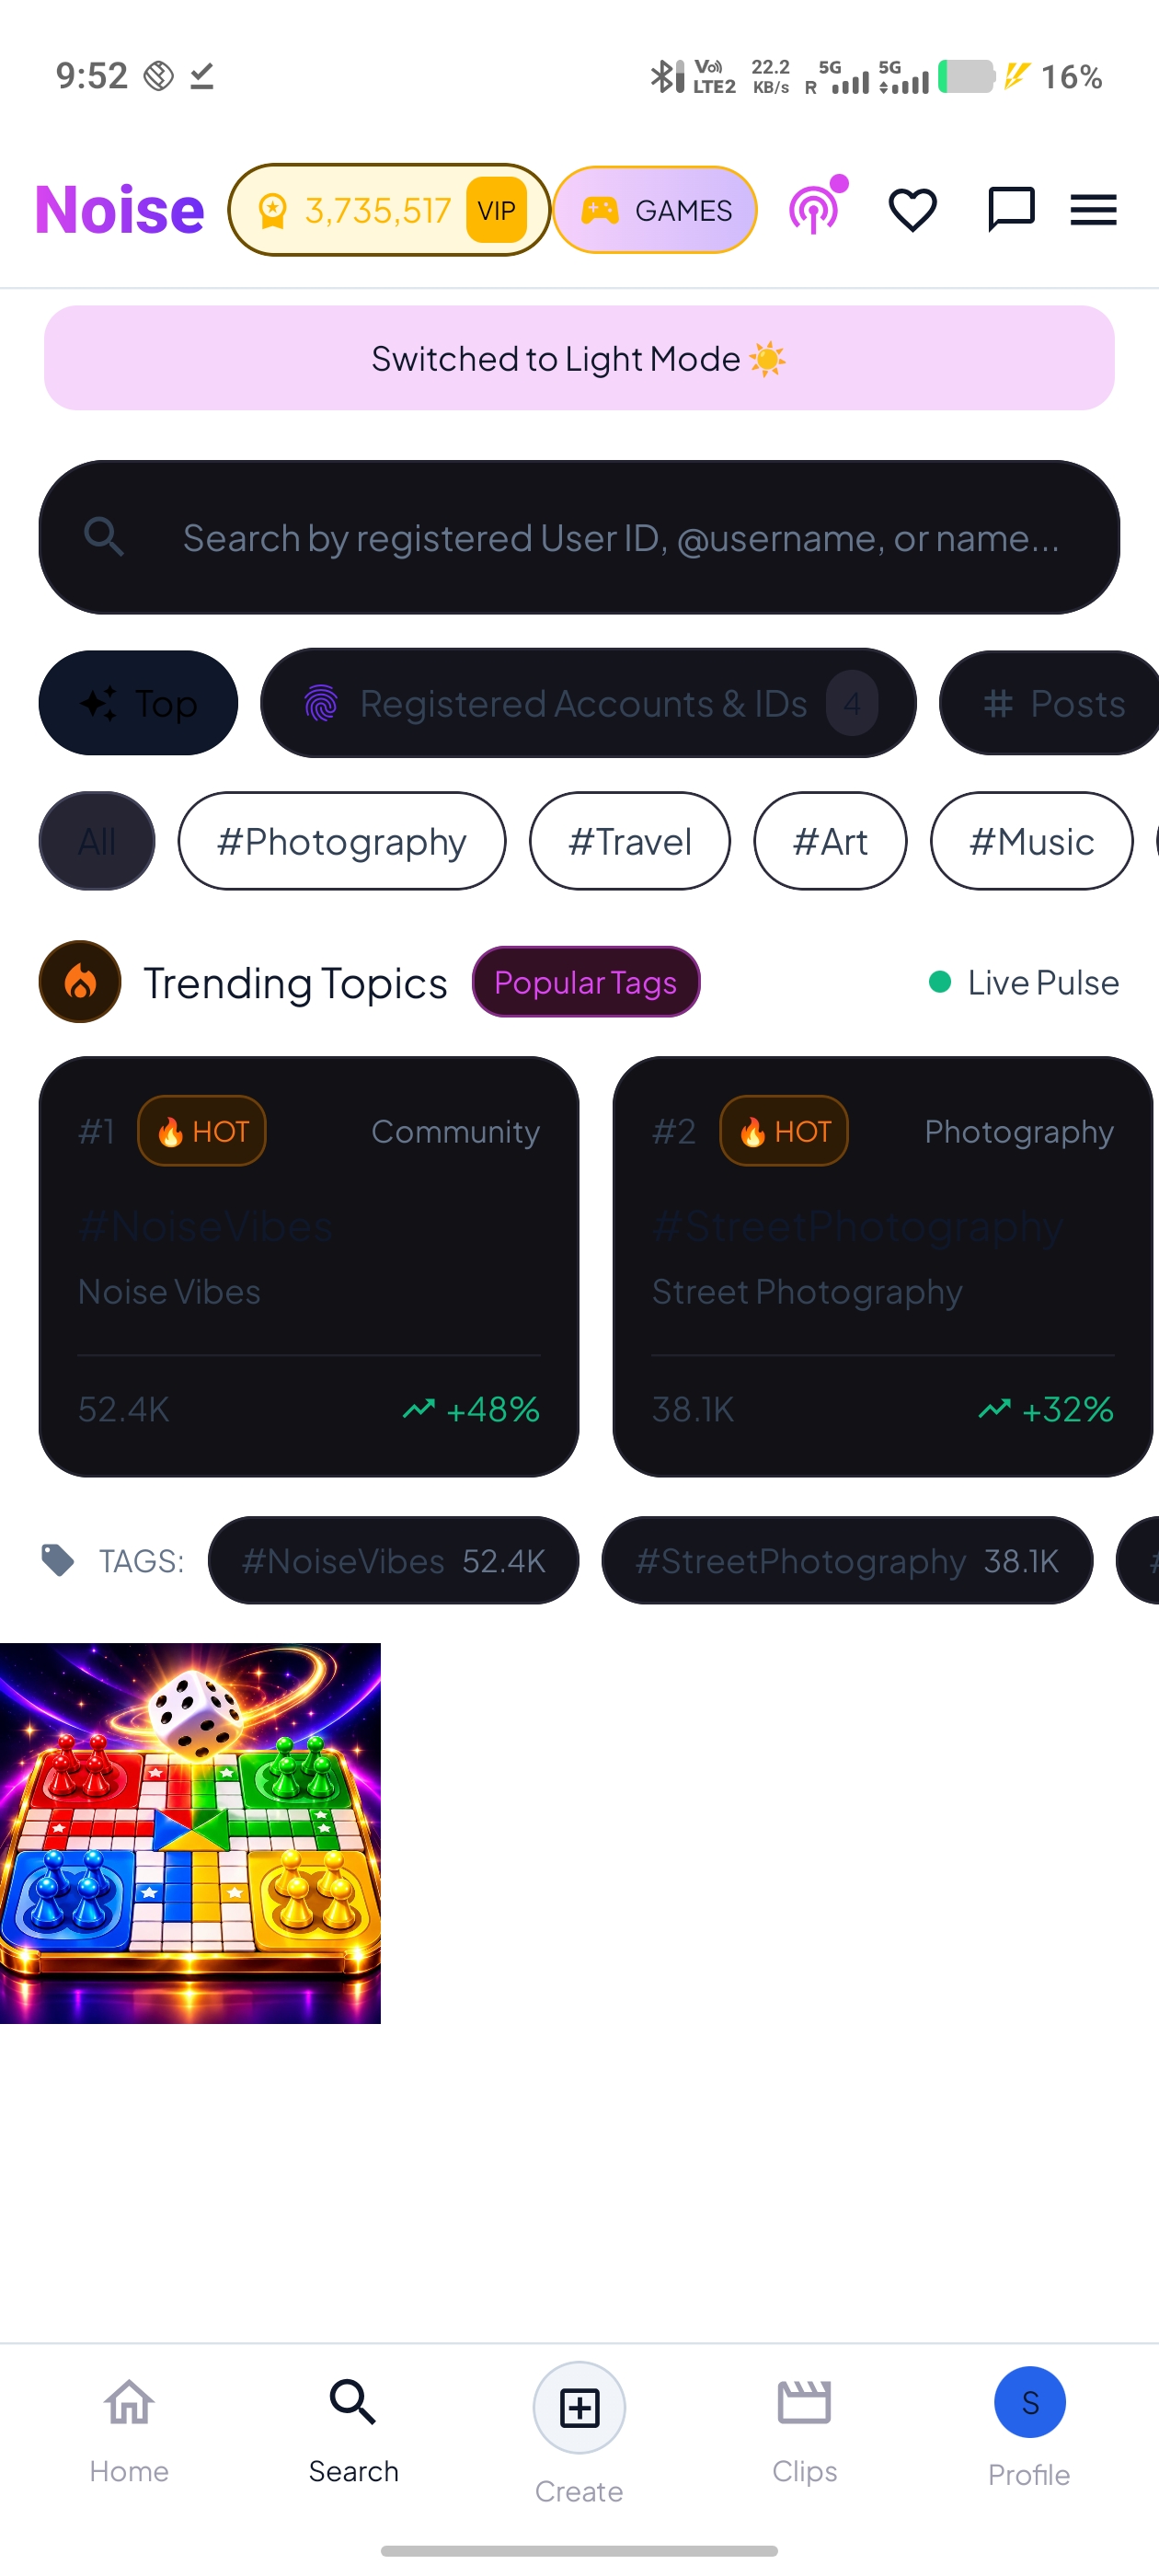 9:52 Vo) LTE2 22.2 KB/s R 5G 5G 16%
Noise 3,735,517 VIP GAMES
Switched to Light Mode ☀️
Search by registered User ID, @username, or name...
Top Registered Accounts & IDs 4 # Posts
All #Photography #Travel #Art #Music
Trending Topics Popular Tags Live Pulse
#1 🔥 HOT Community
#NoiseVibes
Noise Vibes
52.4K +48%
#2 🔥 HOT Photography
#StreetPhotography
Street Photography
38.1K +32%
TAGS: #NoiseVibes 52.4K #StreetPhotography 38.1K #
Home Search Create Clips S Profile